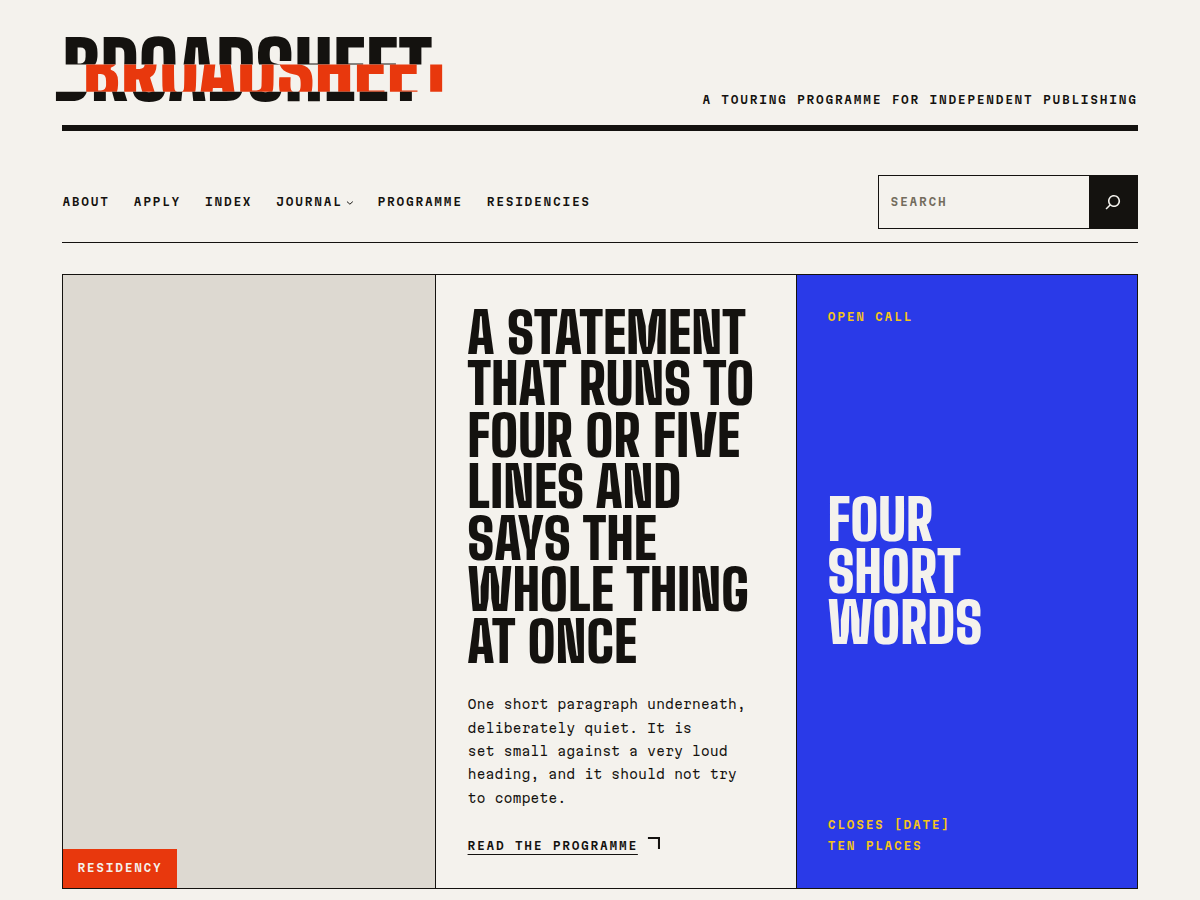 BROADSHEET
A TOURING PROGRAMME FOR INDEPENDENT PUBLISHING
ABOUT APPLY INDEX JOURNAL PROGRAMME RESIDENCIES
SEARCH
A STATEMENT
THAT RUNS TO
FOUR OR FIVE
LINES AND
SAYS THE
WHOLE THING
AT ONCE
One short paragraph underneath,
deliberately quiet. It is
set small against a very loud
heading, and it should not try
to compete.
READ THE PROGRAMME
RESIDENCY
OPEN CALL
FOUR
SHORT
WORDS
CLOSES [DATE]
TEN PLACES